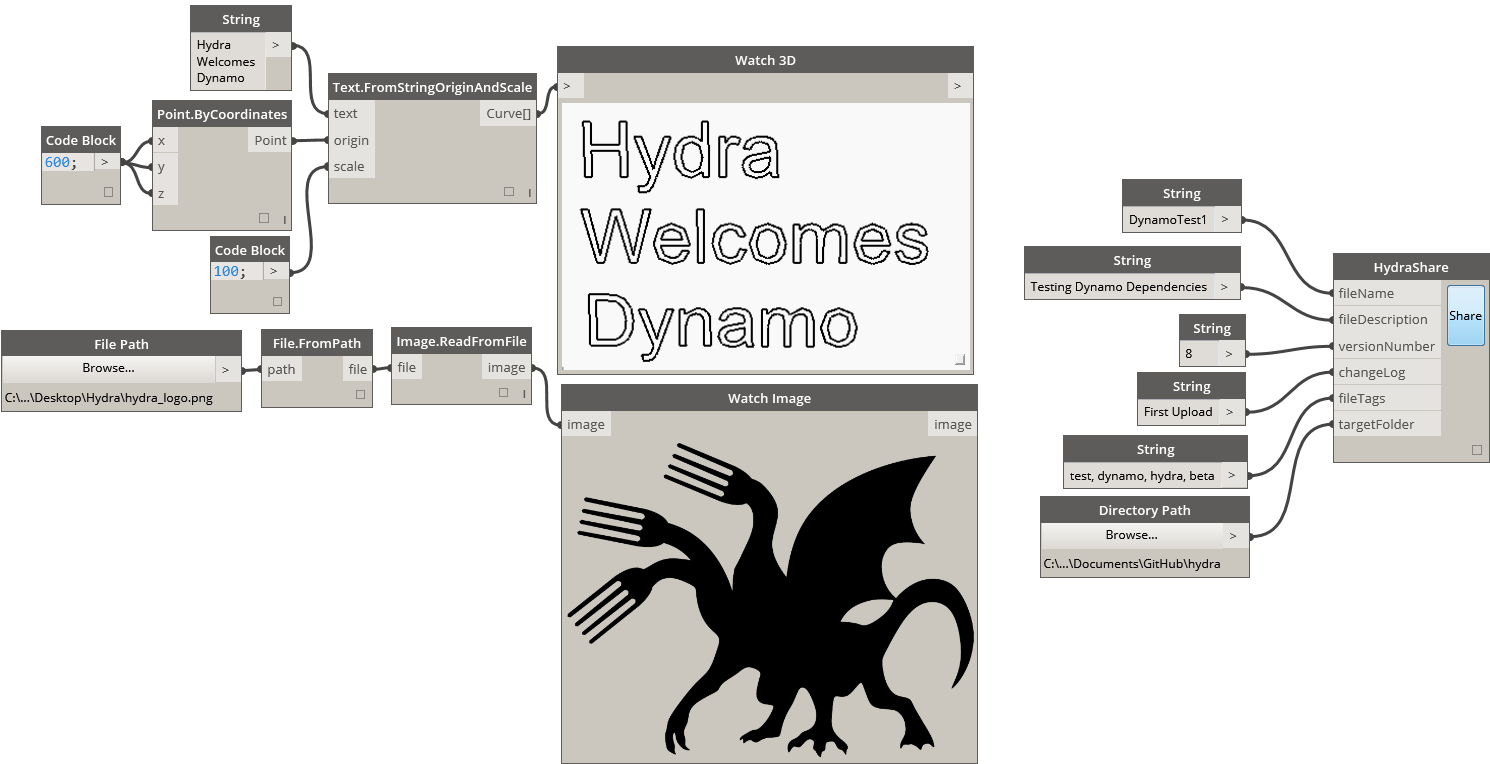 String
Hydra
Welcomes
Dynamo
>
Code Block
600;
>
Point.ByCoordinates
x
Point
y
z
Code Block
100;
>
Text.FromStringOriginAndScale
text
Curve[]
origin
scale
Watch 3D
>
>
Hydra
Welcomes
Dynamo
File Path
Browse...
>
C:\...\Desktop\Hydra\hydra_logo.png
File.FromPath
path
file
Image.ReadFromFile
file
image
Watch Image
image
image
String
DynamoTest1
>
String
Testing Dynamo Dependencies
>
String
8
>
String
First Upload
>
String
test, dynamo, hydra, beta
>
Directory Path
Browse...
>
C:\...\Documents\GitHub\hydra
HydraShare
fileName
Share
fileDescription
versionNumber
changeLog
fileTags
targetFolder